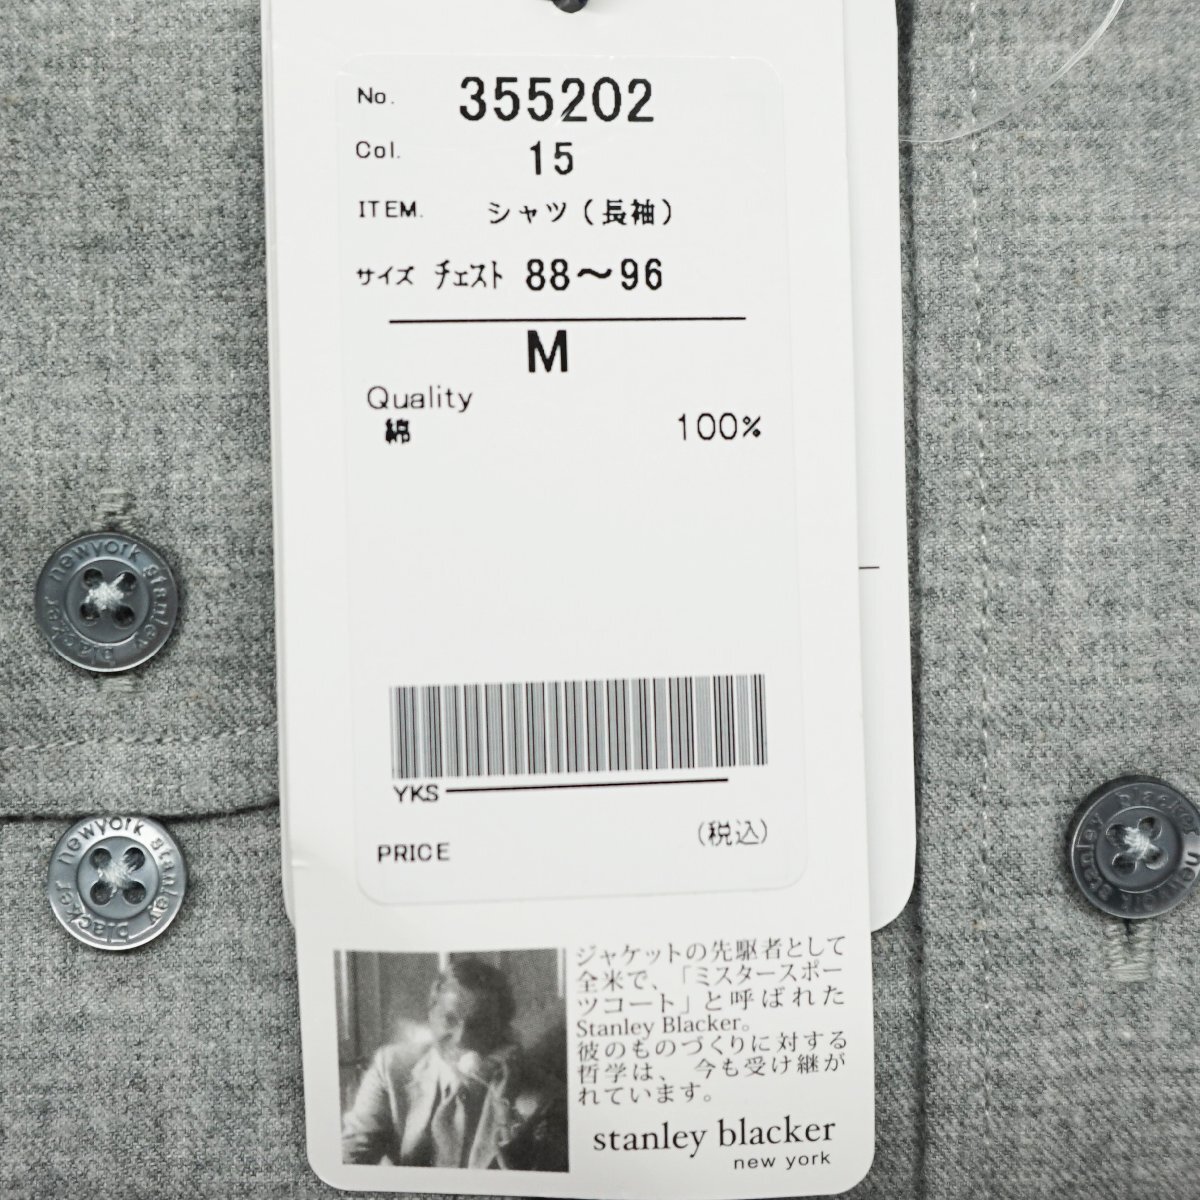 No. 355202
Col. 15
ITEM. シャツ(長袖)
サイズ チェスト 88～96
M
Quality
綿 100%
YKS
PRICE (税込)
ジャケットの先駆者として
全米で、「ミスタースポー
ツコート」と呼ばれた
Stanley Blacker。
彼のものづくりに対する
哲学は、今も受け継が
れています。
stanley blacker
new york
newyork stanley blacker
newyork stanley blacker
stanley blacker newyork